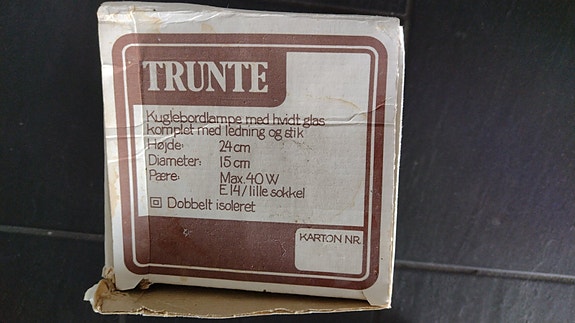 TRUNTE
Kuglebordlampe med hvidt glas
komplet med ledning og stik
Højde: 24 cm
Diameter: 15 cm
Pære: Max. 40 W
E 14/lille sokkel
Dobbelt isoleret
KARTON NR.